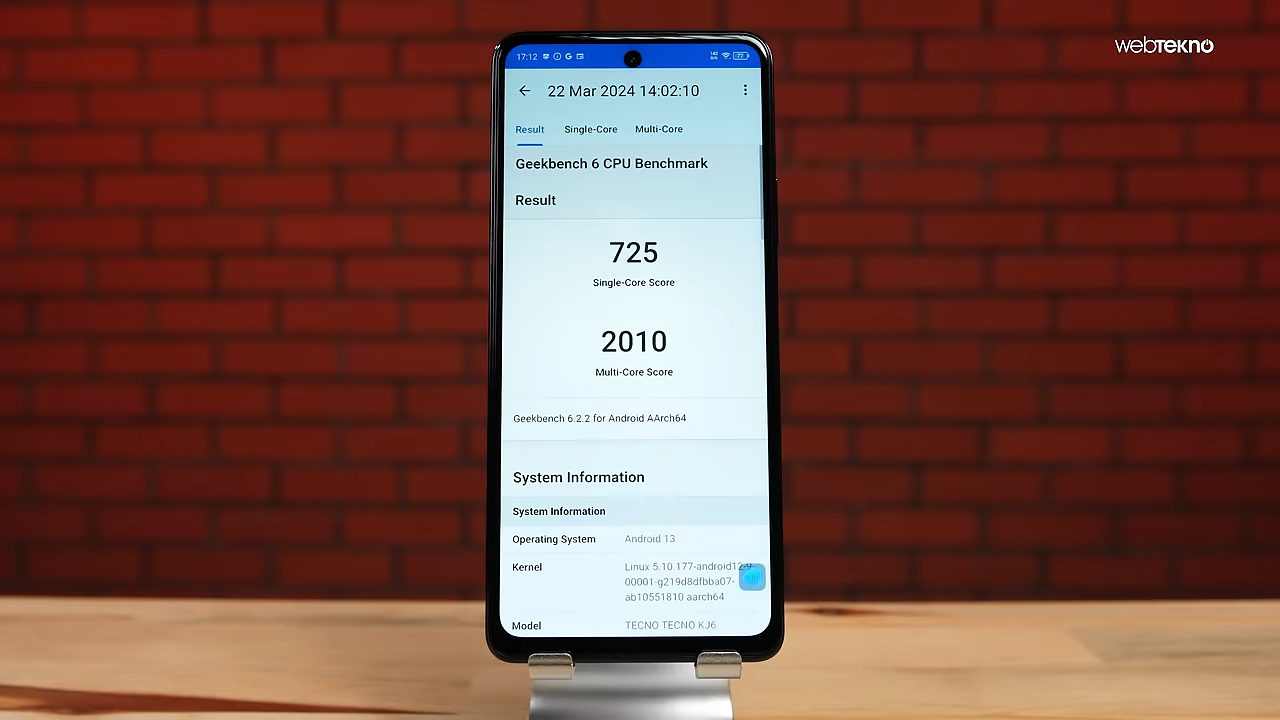 webtekno
17:12
22 Mar 2024 14:02:10
Result Single-Core Multi-Core
Geekbench 6 CPU Benchmark
Result
725
Single-Core Score
2010
Multi-Core Score
Geekbench 6.2.2 for Android AArch64
System Information
System Information
Operating System Android 13
Kernel Linux 5.10.177-android12-9
00001-g219d8dfbba07-
ab10551810 aarch64
Model TECNO TECNO KJ6